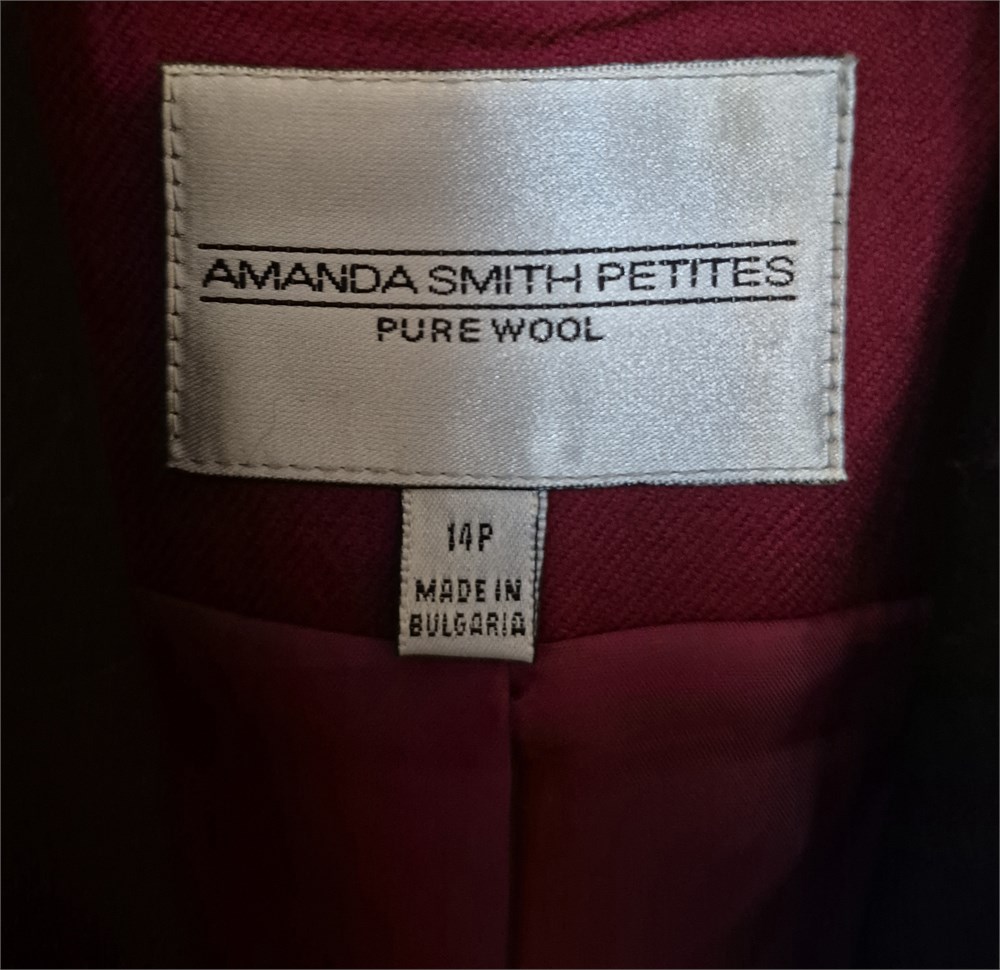 AMANDA SMITH PETITES
PURE WOOL
14P
MADE IN
BULGARIA